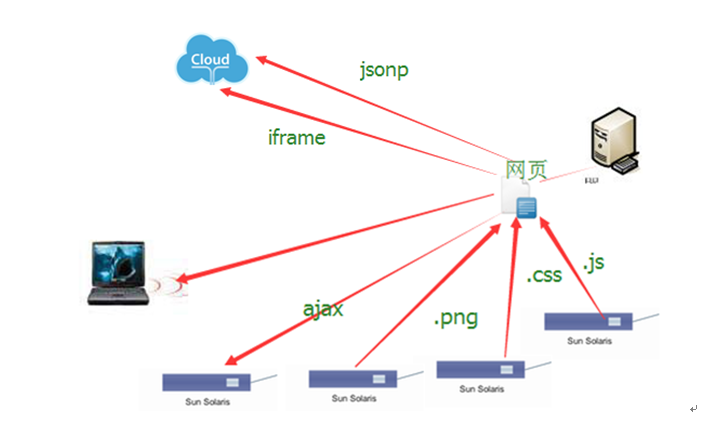 Cloud
jsonp
iframe
网页
ajax
.png
.css
.js
Sun Solaris
Sun Solaris
Sun Solaris
Sun Solaris